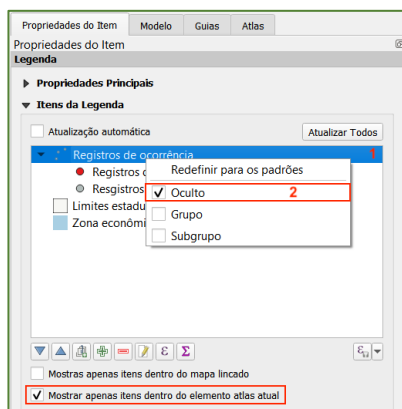 Propriedades do Item Modelo Guias Atlas
Propriedades do Item
Legenda
Propriedades Principais
Itens da Legenda
Atualização automática Atualizar Todos
Registros de ocorrência 1
Redefinir para os padrões
Registros
Oculto 2
Resgistros
Grupo
Limites estadu
Subgrupo
Zona econômi
ε Σ ε
Mostras apenas itens dentro do mapa lincado
Mostrar apenas itens dentro do elemento atlas atual